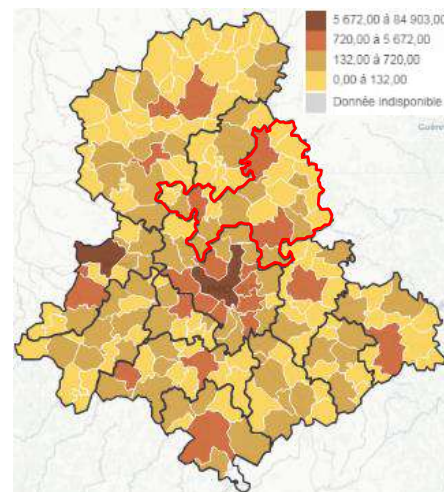 5 672,00 à 84 903,00
720,00 à 5 672,00
132,00 à 720,00
0,00 à 132,00
Donnée indisponible